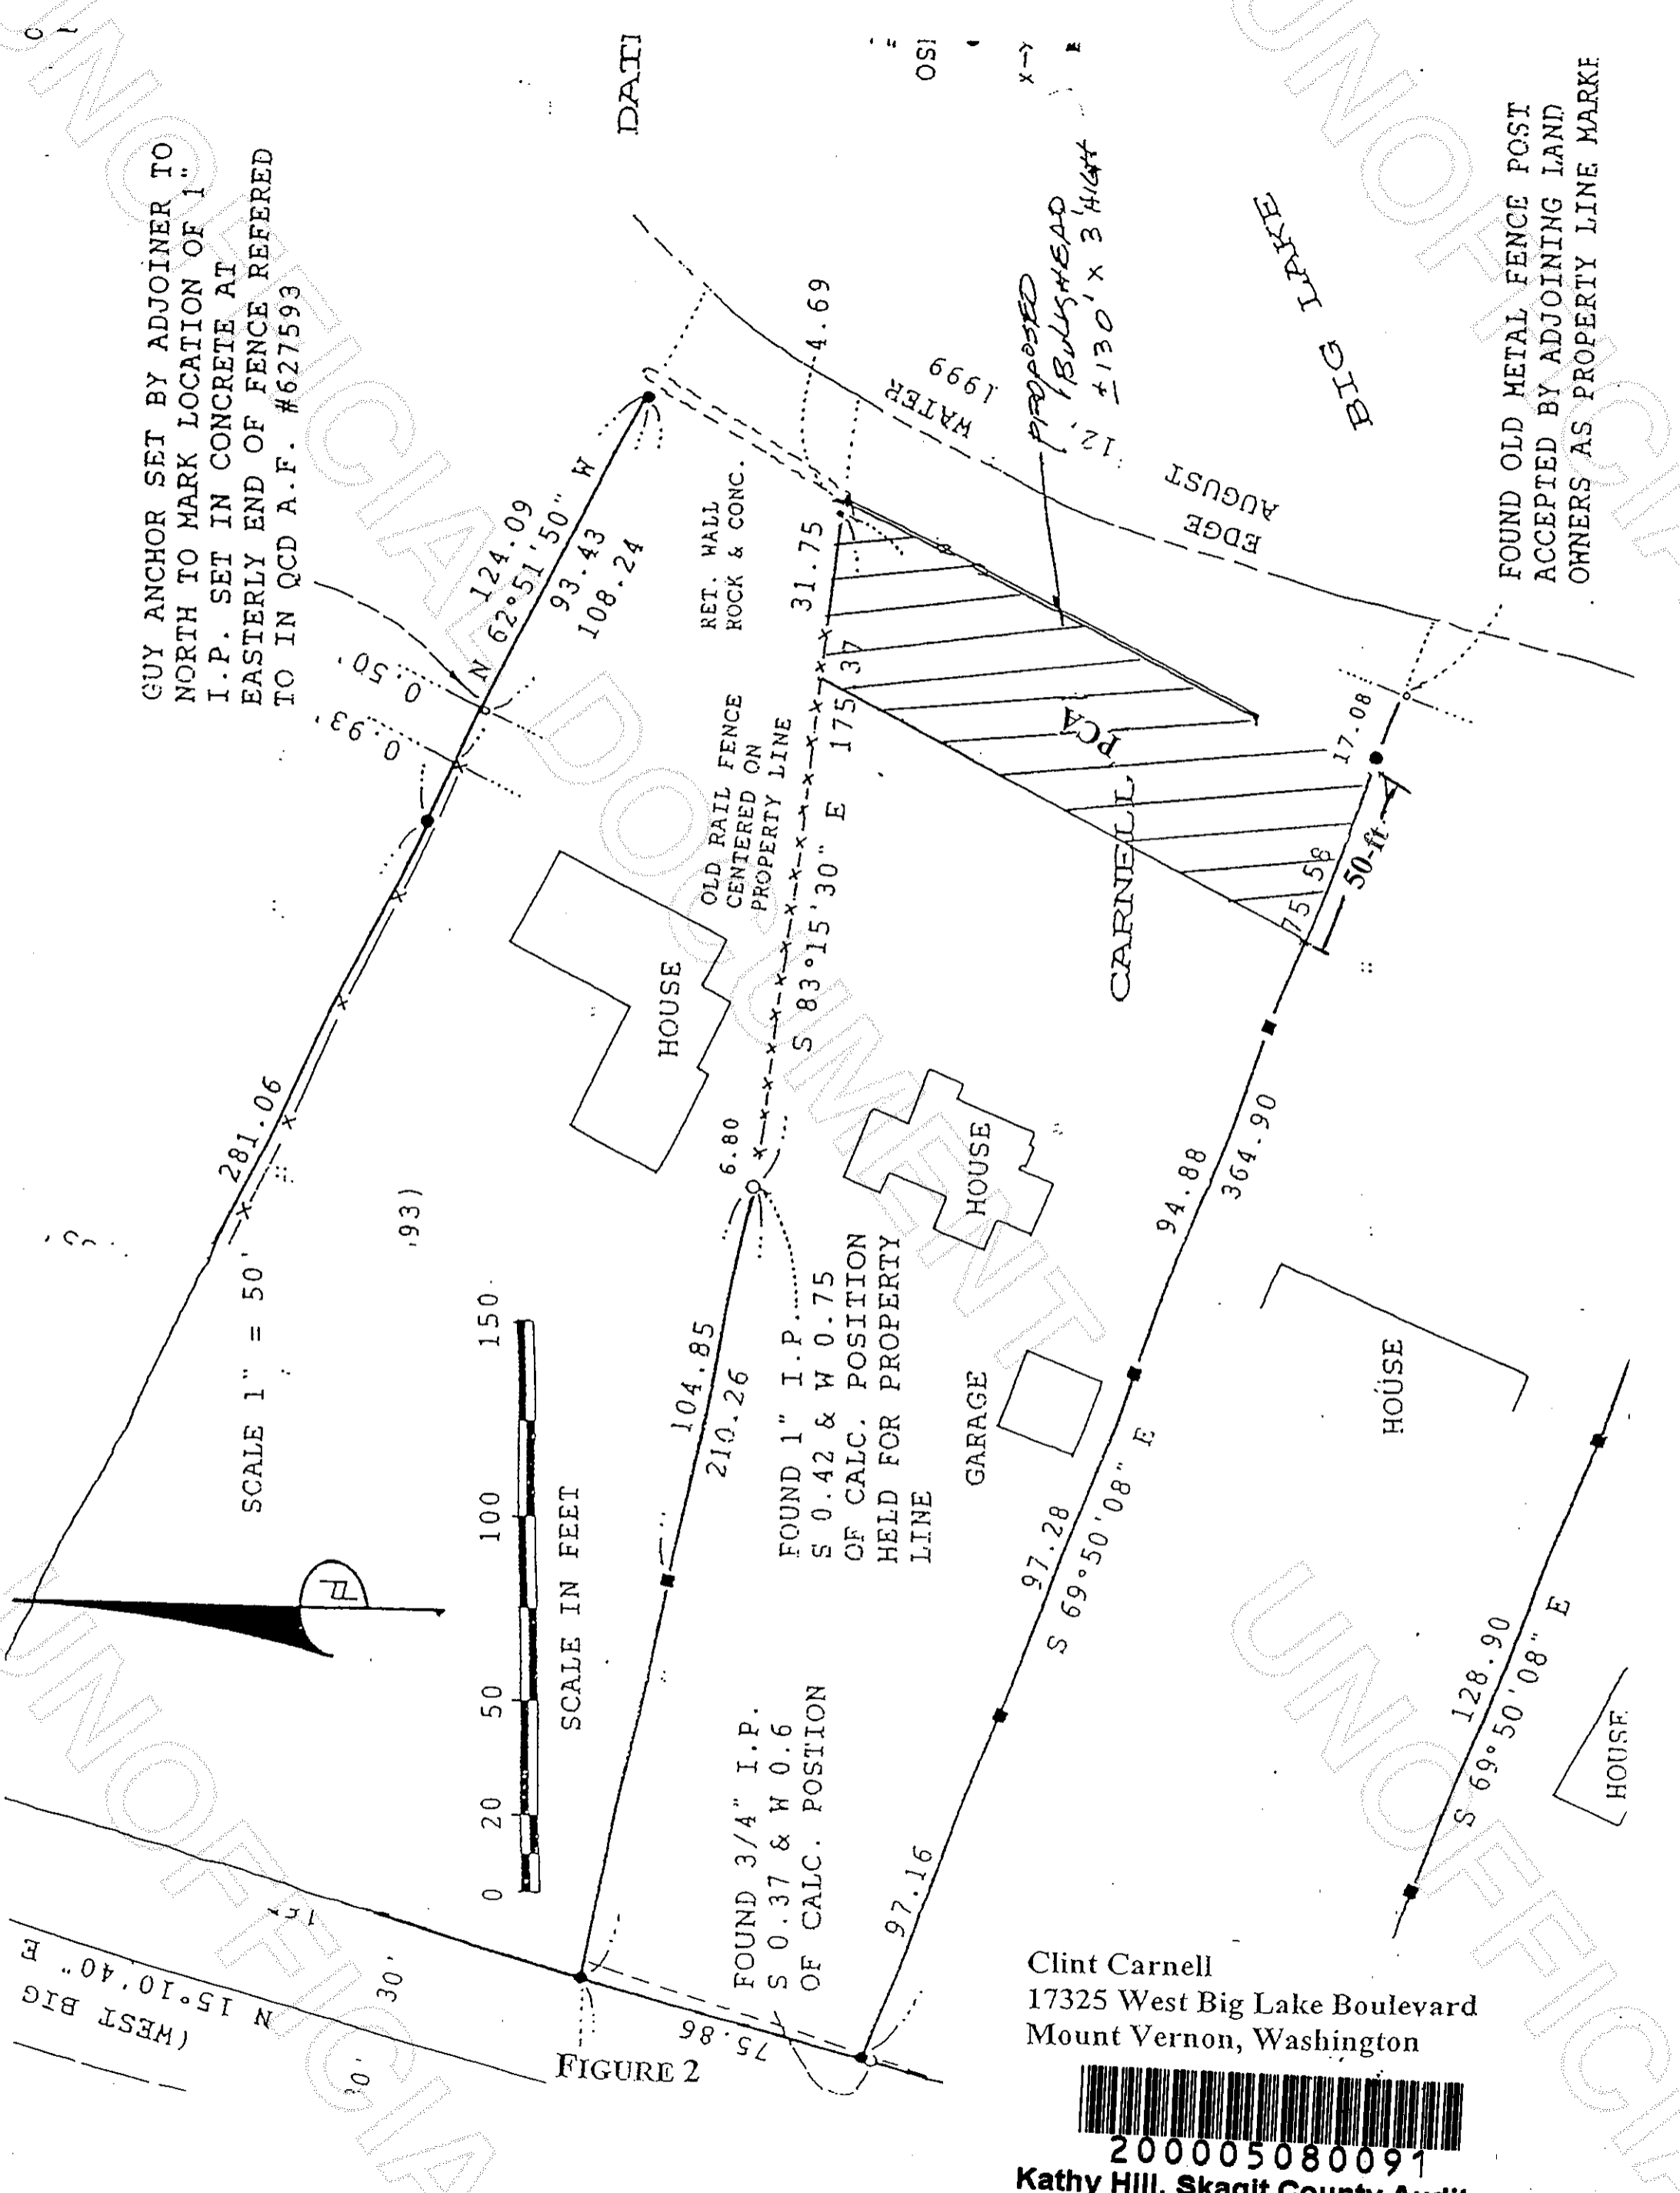 GUY ANCHOR SET BY ADJOINER TO
NORTH TO MARK LOCATION OF 1"
I.P. SET IN CONCRETE AT
EASTERLY END OF FENCE REFERED
TO IN QCD A.F. #627593
0.50'
0.93'
124.09
N 62°51'50" W
93.43
108.24
281.06
SCALE 1" = 50'
93)
0 20 50 100 150
SCALE IN FEET
RET. WALL
ROCK & CONC.
4.69
31.75
OLD RAIL FENCE
CENTERED ON
PROPERTY LINE
S 83°15'30" E 175.37
HOUSE
6.80
104.85
210.26
FOUND 1" I.P.
S 0.42 & W 0.75
OF CALC. POSITION
HELD FOR PROPERTY
LINE
FOUND 3/4" I.P.
S 0.37 & W 0.6
OF CALC. POSTION
EDGE WATER
AUGUST 12, 1999
PROPOSED
BULKHEAD
±130' x 3' HIGH
BIG LAKE
FOUND OLD METAL FENCE POST
ACCEPTED BY ADJOINING LAND
OWNERS AS PROPERTY LINE MARKE
PCA
CARNELL
17.08
75.58
50-ft.
HOUSE
GARAGE
94.88
364.90
97.28
S 69°50'08" E
97.16
HOUSE
128.90
S 69°50'08" E
HOUSE
(WEST BIG
N 15°10'40" E
30'
75.86
FIGURE 2
Clint Carnell
17325 West Big Lake Boulevard
Mount Vernon, Washington
200005080091
Kathy Hill, Skagit County Audit
UNOFFICIAL DOCUMENT
UNOFFICIAL
UNOFFICIAL
UNOFFICIAL